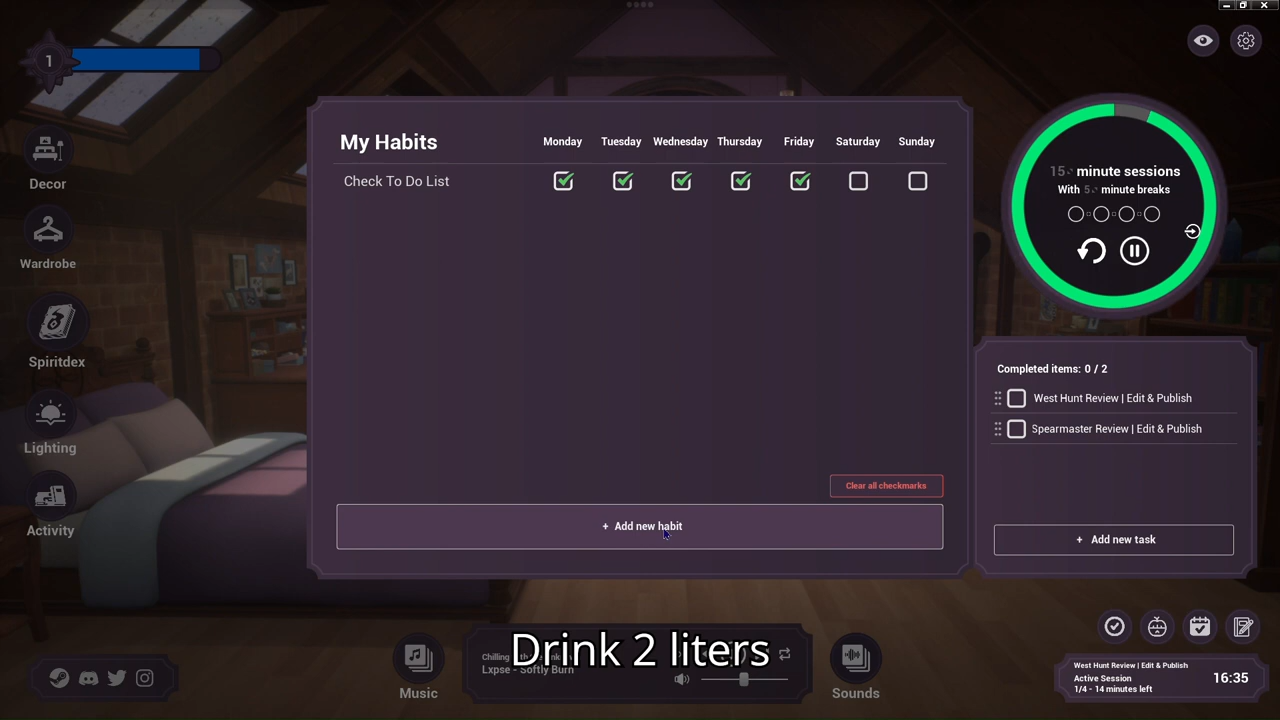 1
Decor
Wardrobe
Spiritdex
Lighting
Activity
My Habits
Monday Tuesday Wednesday Thursday Friday Saturday Sunday
Check To Do List
Clear all checkmarks
+ Add new habit
15 minute sessions
With 5 minute breaks
Completed items: 0 / 2
West Hunt Review | Edit & Publish
Spearmaster Review | Edit & Publish
+ Add new task
Music
Lxpse - Softly Burn
Drink 2 liters
Sounds
West Hunt Review | Edit & Publish
Active Session
1/4 - 14 minutes left
16:35